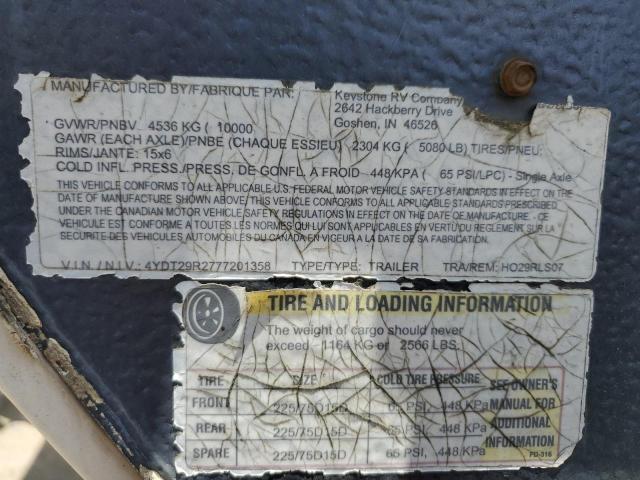 MANUFACTURED BY/FABRIQUE PAR: Keystone RV Company
2642 Hackberry Drive
Goshen, IN 46526
GVWR/PNBV 4536 KG ( 10000
GAWR (EACH AXLE)/PNBE (CHAQUE ESSIEU) 2304 KG ( 5080 LB) TIRES/PNEU:
RIMS/JANTE: 15x6
COLD INFL. PRESS./PRESS. DE GONFL. A FROID - 448 KPA ( 65 PSI/LPC) - Single Axle
THIS VEHICLE CONFORMS TO ALL APPLICABLE U.S. FEDERAL MOTOR VEHICLE SAFETY STANDARDS IN EFFECT ON THE
DATE OF MANUFACTURE SHOWN ABOVE / THIS VEHICLE CONFORMS TO ALL APPLICABLE STANDARDS PRESCRIBED
UNDER THE CANADIAN MOTOR VEHICLE SAFETY REGULATIONS IN EFFECT ON THE DATE OF MANUFACTURE - CE
VEHICULE EST CONFORME A TOUTES LES NORMES QUI LUI SONT APPLICABLES EN VERTU DU REGLEMENT SUR LA
SECURITE DES VEHICULES AUTOMOBILES DU CANADA EN VIGEUR A LA DATE DE SA FABRICATION.
V.I.N / N.I.V.: 4YDT29R2777201358 TYPE/TYPE: TRAILER TRA/REM: HO29RLS07
TIRE AND LOADING INFORMATION
The weight of cargo should never
exceed 1164 KG or 2566 LBS.
TIRE SIZE COLD TIRE PRESSURE SEE OWNER'S
FRONT 225/75D15D 65 PSI, 448 KPa MANUAL FOR
REAR 225/75D15D 65 PSI, 448 KPa ADDITIONAL
INFORMATION
SPARE 225/75D15D 65 PSI, 448 KPa PD-316